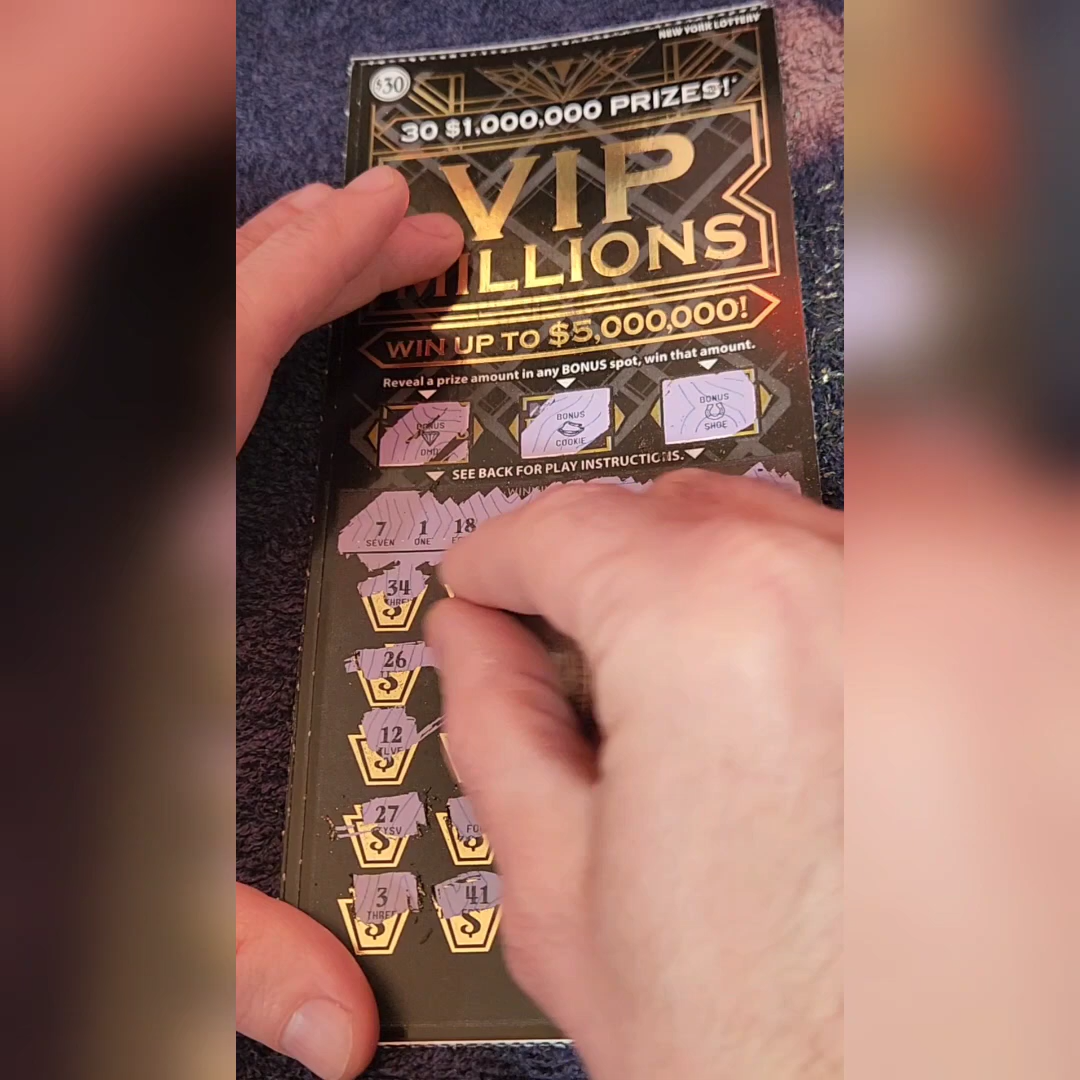 NEW YORK LOTTERY
$30
30 $1,000,000 PRIZES!*
VIP
MILLIONS
WIN UP TO $5,000,000!
Reveal a prize amount in any BONUS spot, win that amount.
BONUS BONUS BONUS
DMD COOKIE SHOE
SEE BACK FOR PLAY INSTRUCTIONS.
7 1 18
SEVEN ONE
34
26
12
27
3 41
THREE